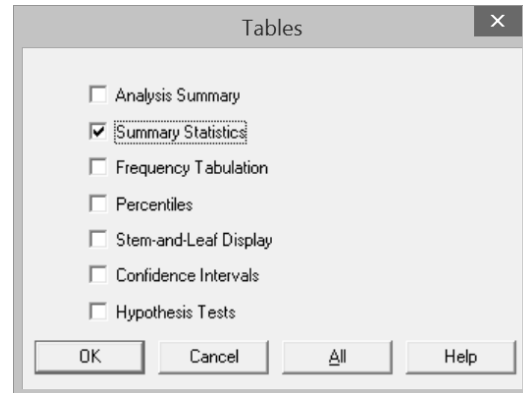 Tables
Analysis Summary
Summary Statistics
Frequency Tabulation
Percentiles
Stem-and-Leaf Display
Confidence Intervals
Hypothesis Tests
OK Cancel All Help